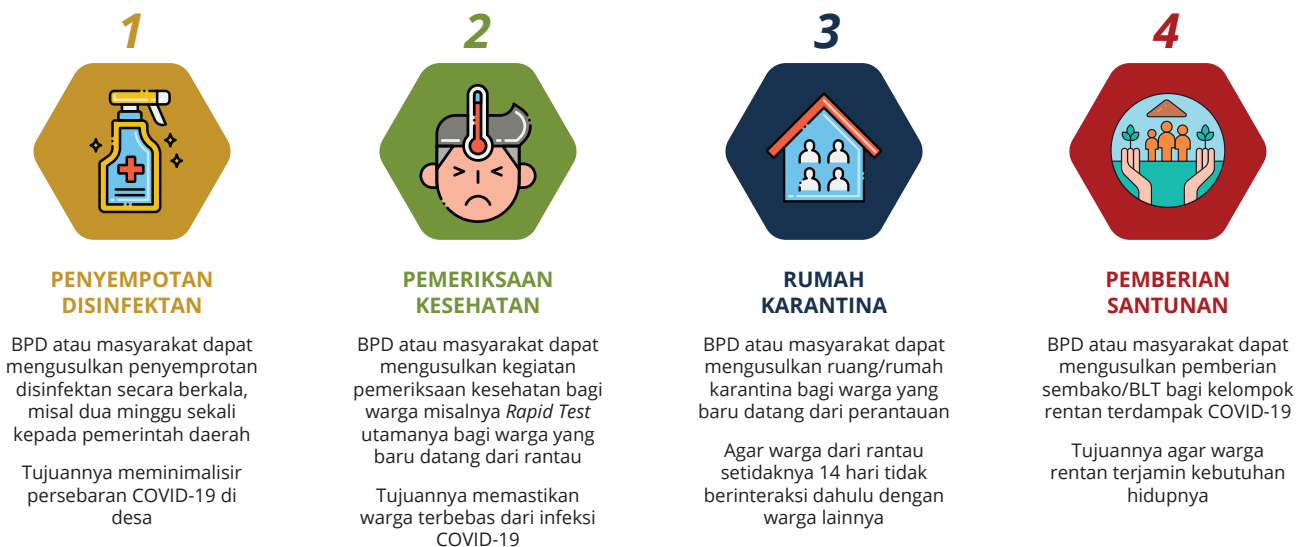 1
PENYEMPOTAN
DISINFEKTAN
BPD atau masyarakat dapat
mengusulkan penyemprotan
disinfektan secara berkala,
misal dua minggu sekali
kepada pemerintah daerah
Tujuannya meminimalisir
persebaran COVID-19 di
desa
2
PEMERIKSAAN
KESEHATAN
BPD atau masyarakat dapat
mengusulkan kegiatan
pemeriksaan kesehatan bagi
warga misalnya Rapid Test
utamanya bagi warga yang
baru datang dari rantau
Tujuannya memastikan
warga terbebas dari infeksi
COVID-19
3
RUMAH
KARANTINA
BPD atau masyarakat dapat
mengusulkan ruang/rumah
karantina bagi warga yang
baru datang dari perantauan
Agar warga dari rantau
setidaknya 14 hari tidak
berinteraksi dahulu dengan
warga lainnya
4
PEMBERIAN
SANTUNAN
BPD atau masyarakat dapat
mengusulkan pemberian
sembako/BLT bagi kelompok
rentan terdampak COVID-19
Tujuannya agar warga
rentan terjamin kebutuhan
hidupnya